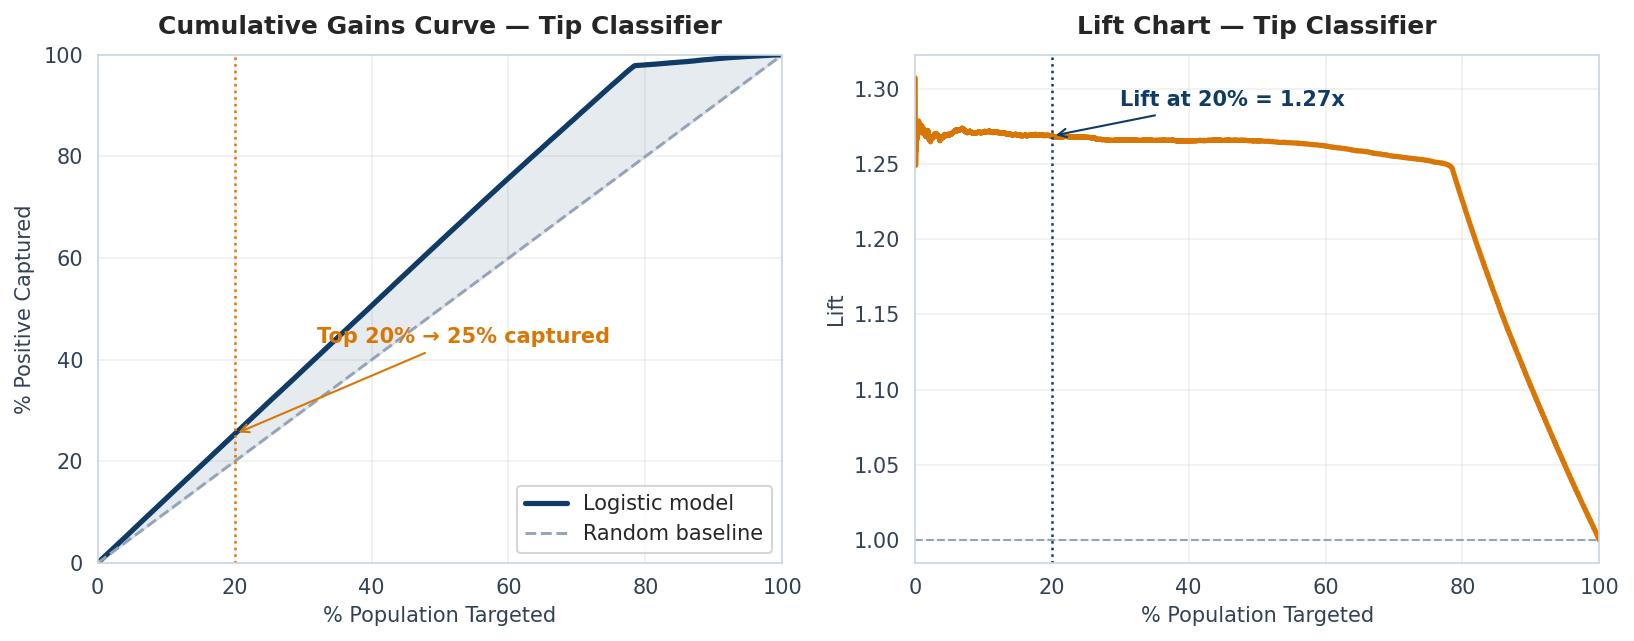 Cumulative Gains Curve — Tip Classifier
100
80
60
40
20
0
% Positive Captured
Top 20% → 25% captured
Logistic model
Random baseline
0 20 40 60 80 100
% Population Targeted
Lift Chart — Tip Classifier
1.30
1.25
1.20
1.15
1.10
1.05
1.00
Lift
Lift at 20% = 1.27x
0 20 40 60 80 100
% Population Targeted